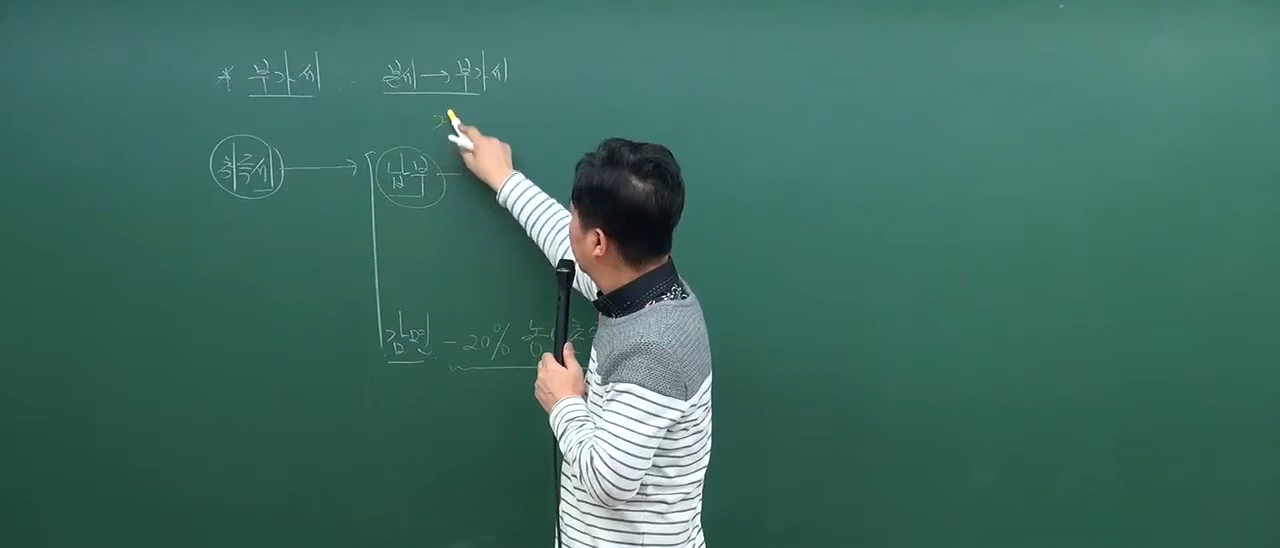 * 부가세 - 본세 → 부가세
취득세 → 납부 -
감면 - 20% 농